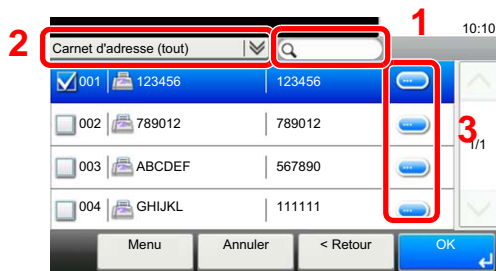 1
10:10
2
Carnet d'adresse (tout)
001 123456 123456
002 789012 789012
3
1/1
003 ABCDEF 567890
004 GHIJKL 111111
Menu Annuler < Retour OK